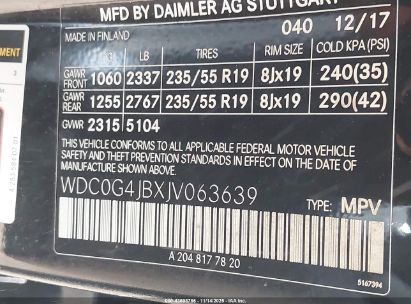 MFD BY DAIMLER AG STUTTGART
MADE IN FINLAND 040 12/17
KG LB TIRES RIM SIZE COLD KPA (PSI)
GAWR FRONT 1060 2337 235/55 R19 8Jx19 240(35)
GAWR REAR 1255 2767 235/55 R19 8Jx19 290(42)
GVWR 2315 5104
THIS VEHICLE CONFORMS TO ALL APPLICABLE FEDERAL MOTOR VEHICLE
SAFETY, BUMPER AND THEFT PREVENTION
STANDARDS IN EFFECT ON THE DATE OF
MANUFACTURE SHOWN ABOVE.
WDC0G4JBXJV063639
TYPE: MPV
A 204 817 78 20
5167394